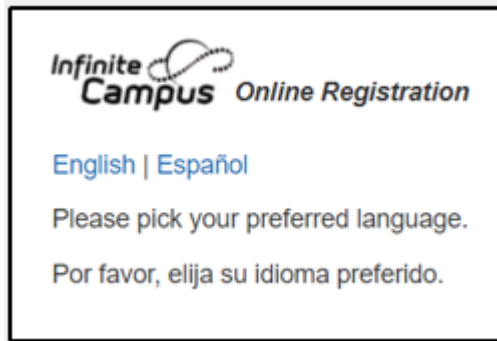 Infinite
Campus Online Registration
English | Español
Please pick your preferred language.
Por favor, elija su idioma preferido.